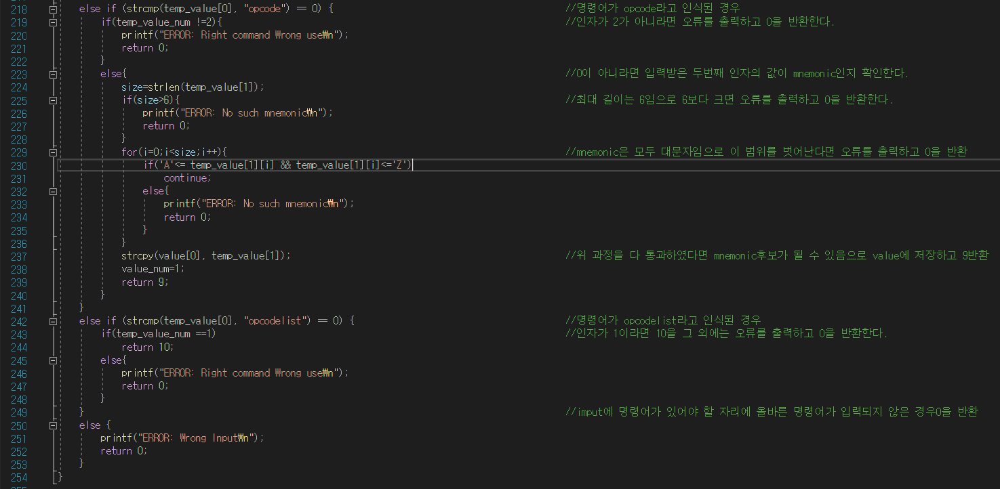 218 else if (strcmp(temp_value[0], "opcode") == 0) { //명령어가 opcode라고 인식된 경우
219 if(temp_value_num !=2){ //인자가 2가 아니라면 오류를 출력하고 0을 반환한다.
220 printf("ERROR: Right command Wrong use₩n");
221 return 0;
222 }
223 else{ //0이 아니라면 입력받은 두번째 인자의 값이 mnemonic인지 확인한다.
224 size=strlen(temp_value[1]);
225 if(size>6){ //최대 길이는 6임으로 6보다 크면 오류를 출력하고 0을 반환한다.
226 printf("ERROR: No such mnemonic₩n");
227 return 0;
228 }
229 for(i=0;i<size;i++){ //mnemonic은 모두 대문자임으로 이 범위를 벗어난다면 오류를 출력하고 0을 반환
230 if('A'<= temp_value[1][i] && temp_value[1][i]<='Z')
231 continue;
232 else{
233 printf("ERROR: No such mnemonic₩n");
234 return 0;
235 }
236 }
237 strcpy(value[0], temp_value[1]); //위 과정을 다 통과하였다면 mnemonic후보가 될 수 있음으로 value에 저장하고 9반환
238 value_num=1;
239 return 9;
240 }
241 }
242 else if (strcmp(temp_value[0], "opcodelist") == 0) { //명령어가 opcodelist라고 인식된 경우
243 if(temp_value_num ==1) //인자가 1이라면 10을 그 외에는 오류를 출력하고 0을 반환한다.
244 return 10;
245 else{
246 printf("ERROR: Right command Wrong use₩n");
247 return 0;
248 }
249 } //imput에 명령어가 있어야 할 자리에 올바른 명령어가 입력되지 않은 경우0을 반환
250 else {
251 printf("ERROR: Wrong Input₩n");
252 return 0;
253 }
254 }